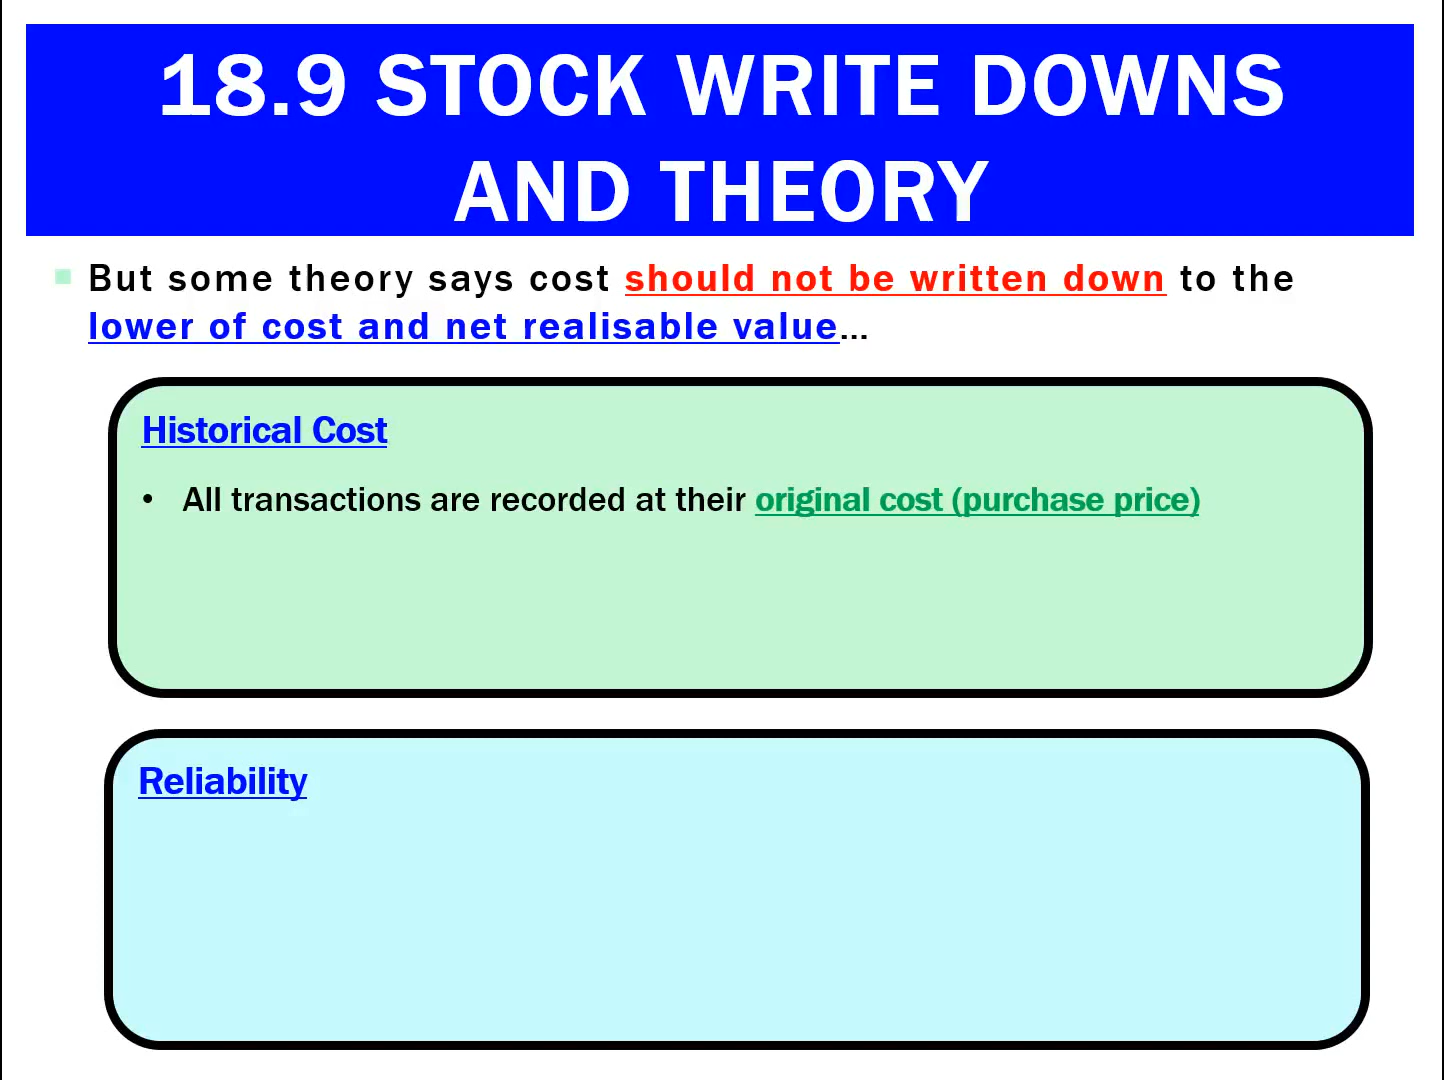 18.9 STOCK WRITE DOWNS
AND THEORY
But some theory says cost should not be written down to the
lower of cost and net realisable value...
Historical Cost
• All transactions are recorded at their original cost (purchase price)
Reliability